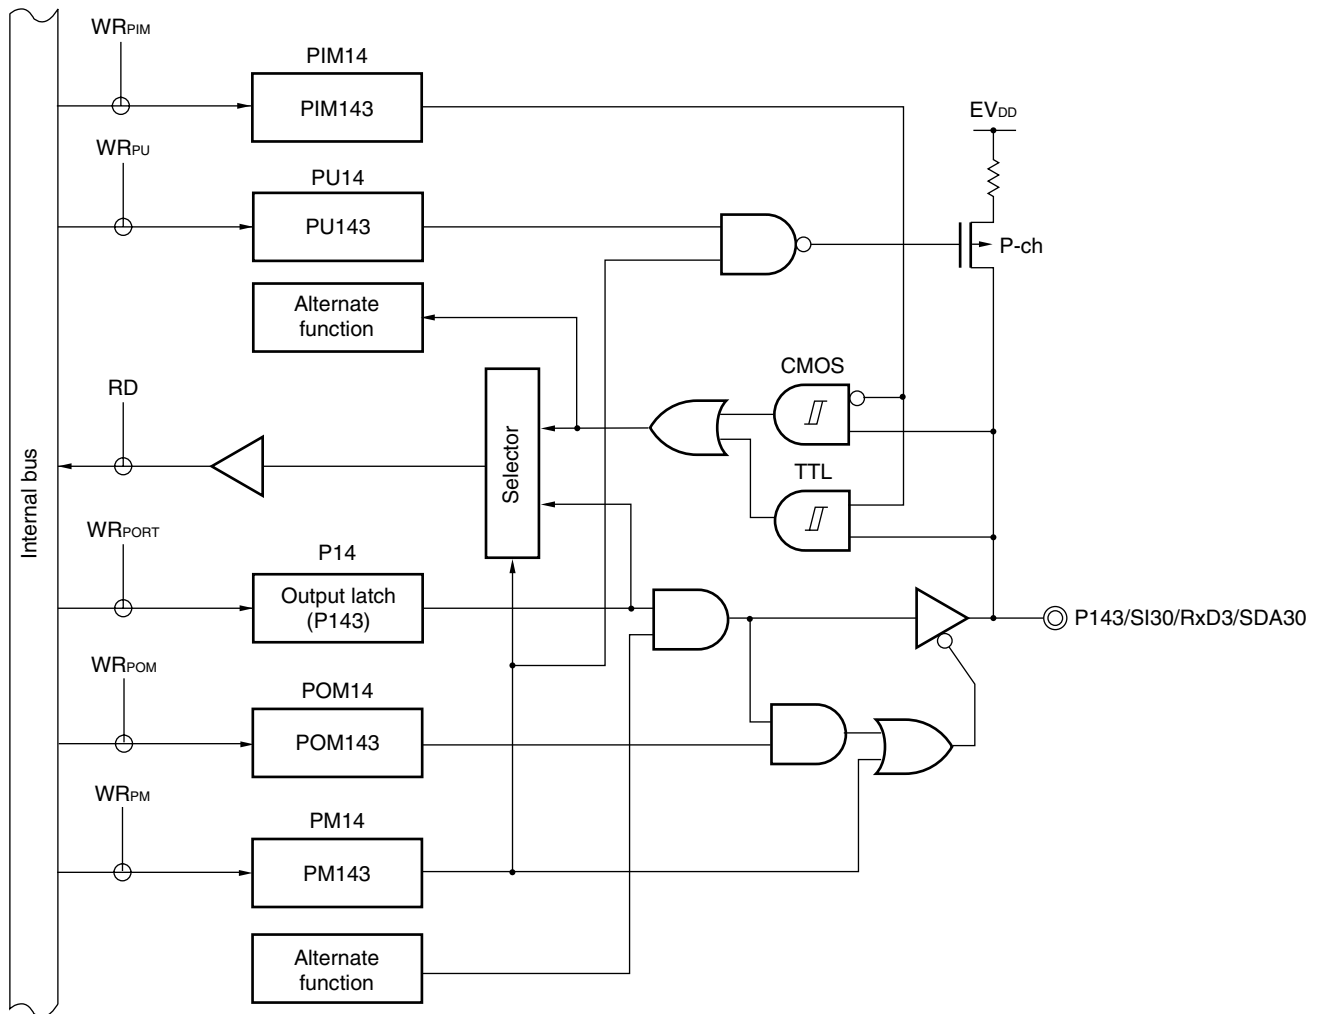 WRPIM
PIM14
PIM143
WRPU
PU14
PU143
EVDD
P-ch
Alternate
function
CMOS
RD
Selector
TTL
Internal bus
WRPORT
P14
Output latch
(P143)
P143/SI30/RxD3/SDA30
WRPOM
POM14
POM143
WRPM
PM14
PM143
Alternate
function